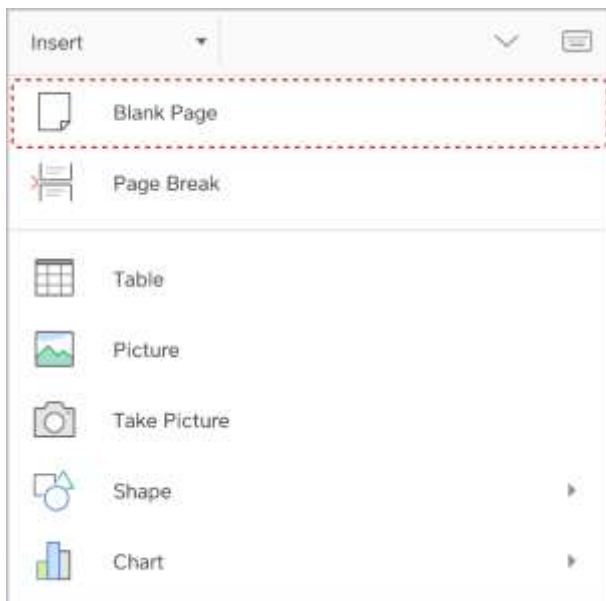 Insert
Blank Page
Page Break
Table
Picture
Take Picture
Shape
Chart